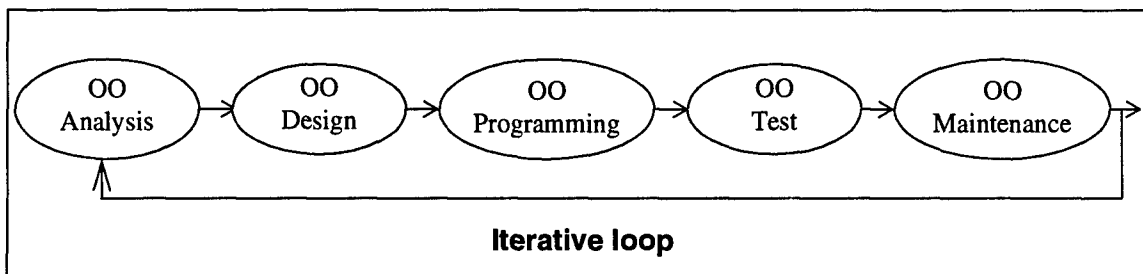 OO
Analysis
OO
Design
OO
Programming
OO
Test
OO
Maintenance
Iterative loop